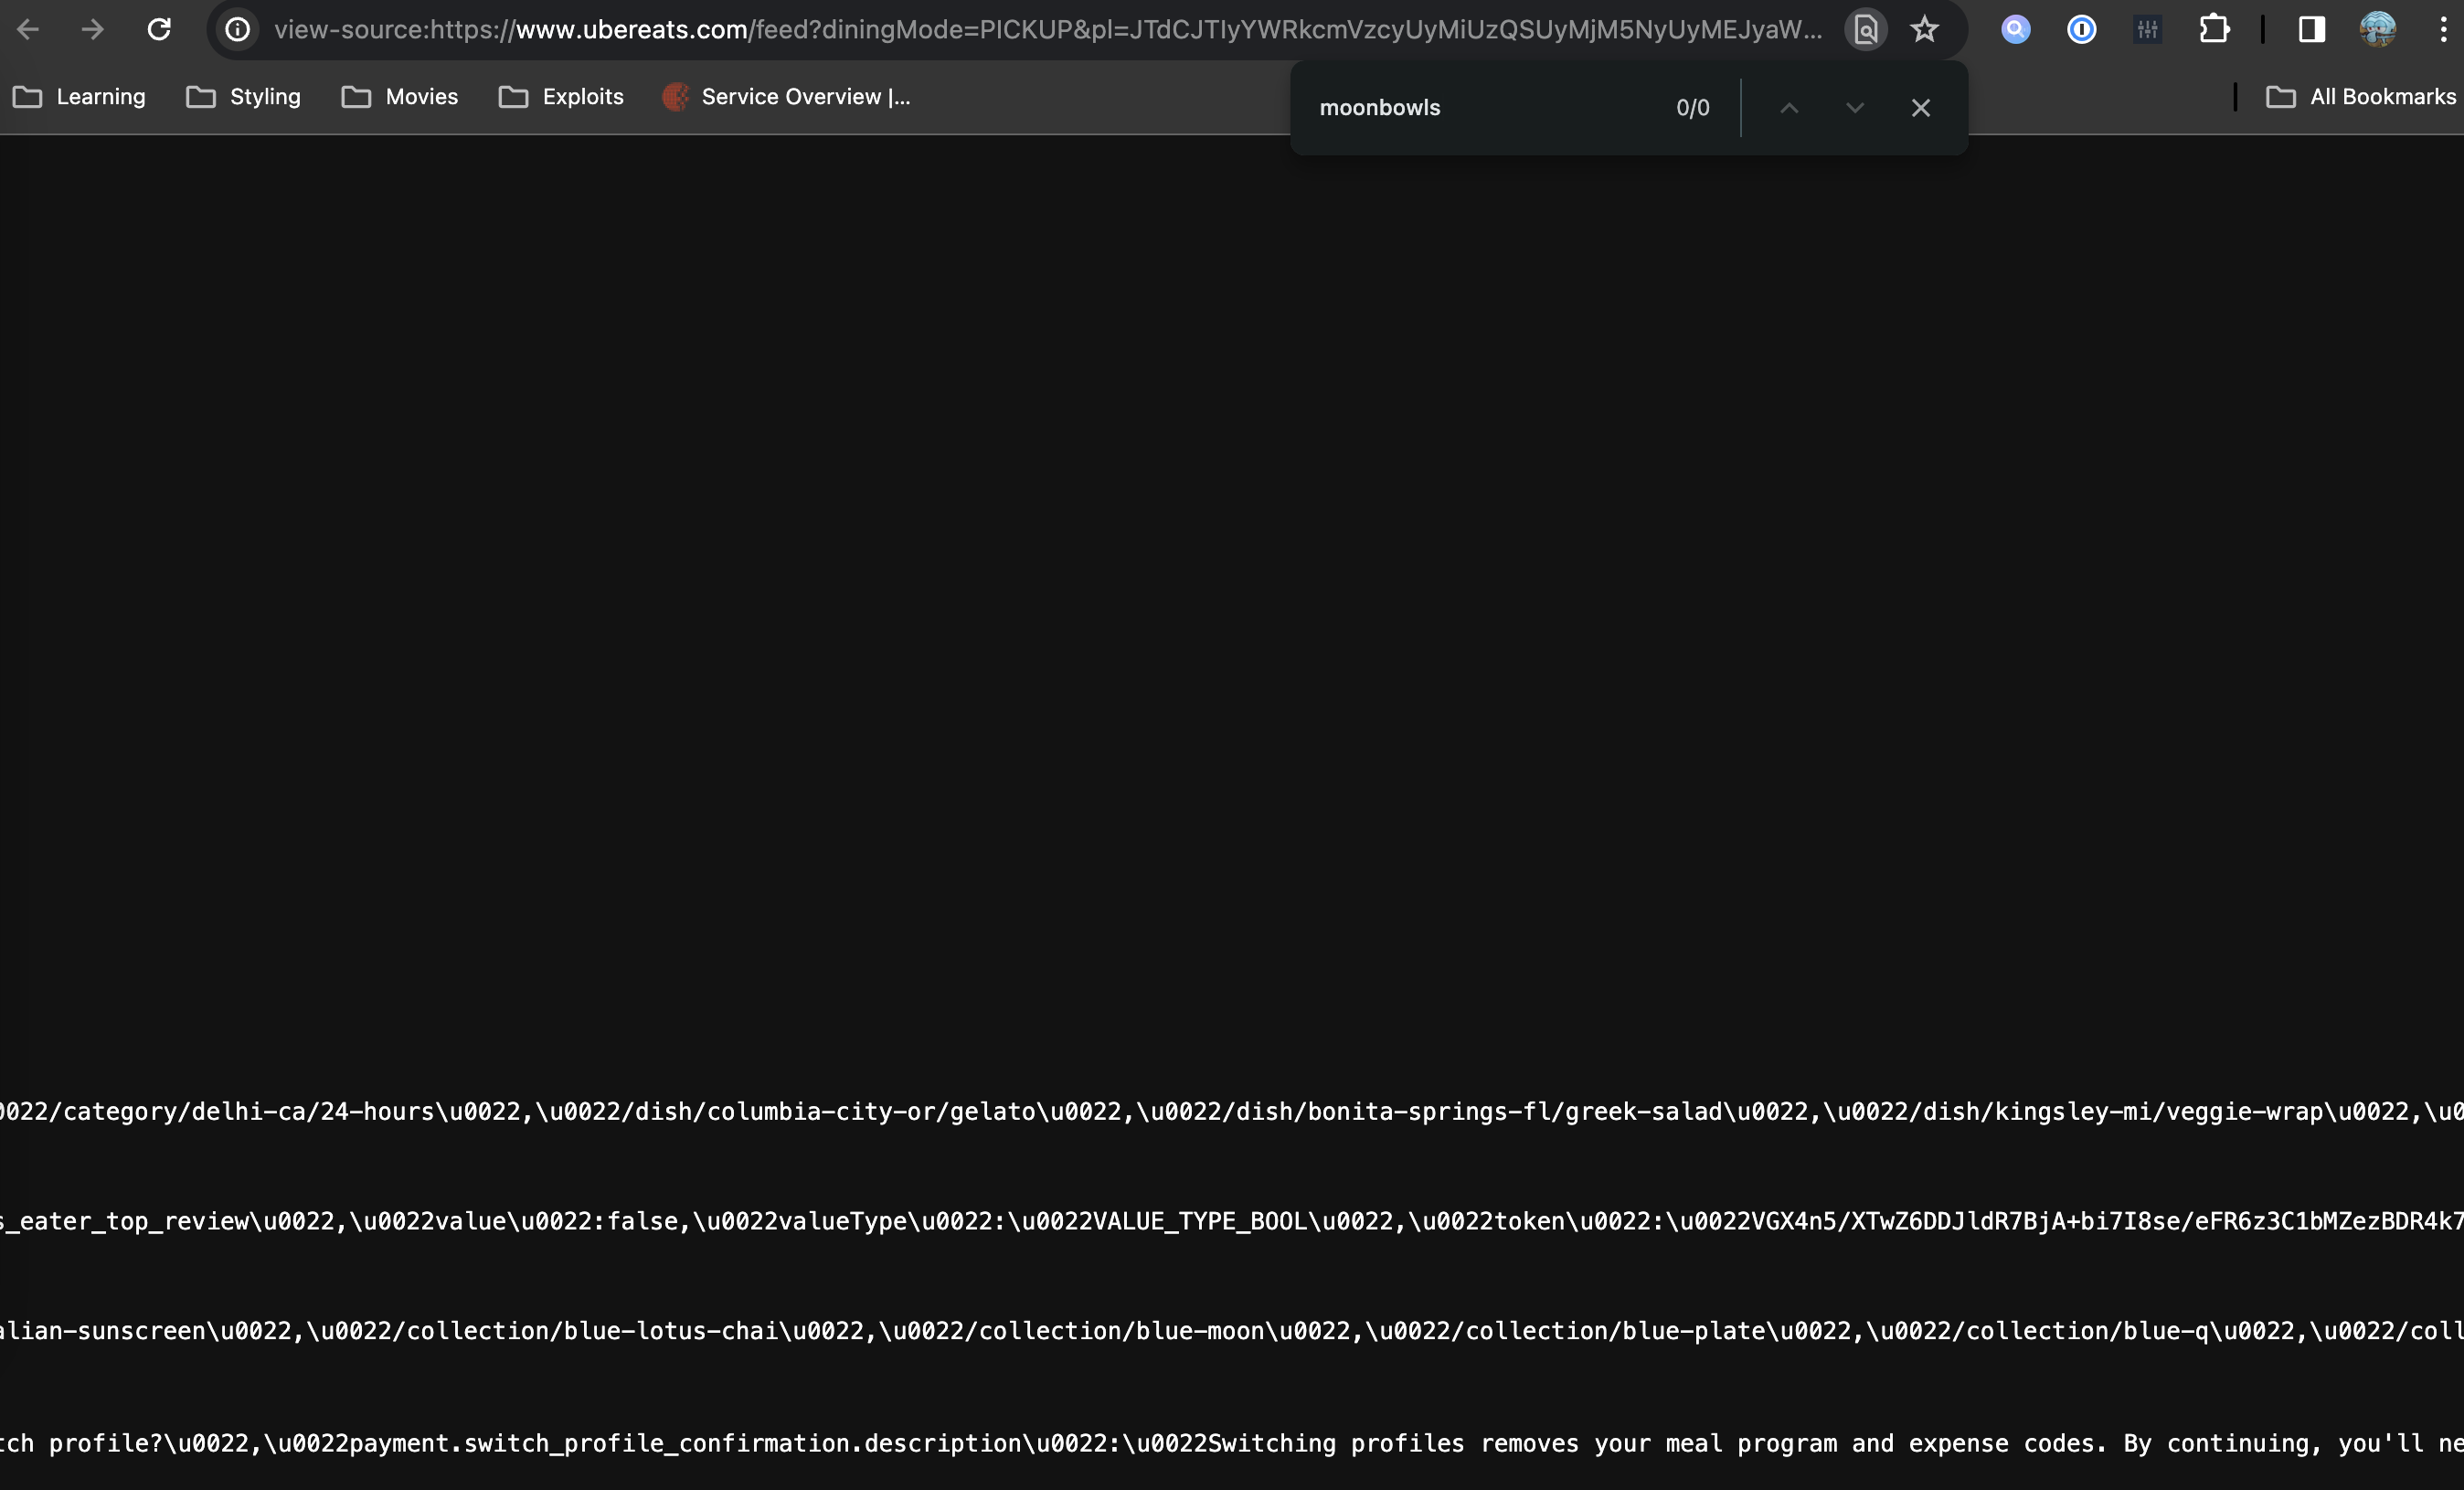 view-source:https://www.ubereats.com/feed?diningMode=PICKUP&pl=JTdCJTIyYWRkcmVzcyUyMiUzQSUyMjM5NyUyMEJyaW...
Learning Styling Movies Exploits Service Overview |... All Bookmarks
moonbowls 0/0
0022/category/delhi-ca/24-hours\u0022,\u0022/dish/columbia-city-or/gelato\u0022,\u0022/dish/bonita-springs-fl/greek-salad\u0022,\u0022/dish/kingsley-mi/veggie-wrap\u0022,\u0
s_eater_top_review\u0022,\u0022value\u0022:false,\u0022valueType\u0022:\u0022VALUE_TYPE_BOOL\u0022,\u0022token\u0022:\u0022VGX4n5/XTwZ6DDJldR7BjA+bi7I8se/eFR6z3C1bMZezBDR4k7
alian-sunscreen\u0022,\u0022/collection/blue-lotus-chai\u0022,\u0022/collection/blue-moon\u0022,\u0022/collection/blue-plate\u0022,\u0022/collection/blue-q\u0022,\u0022/coll
tch profile?\u0022,\u0022payment.switch_profile_confirmation.description\u0022:\u0022Switching profiles removes your meal program and expense codes. By continuing, you'll ne